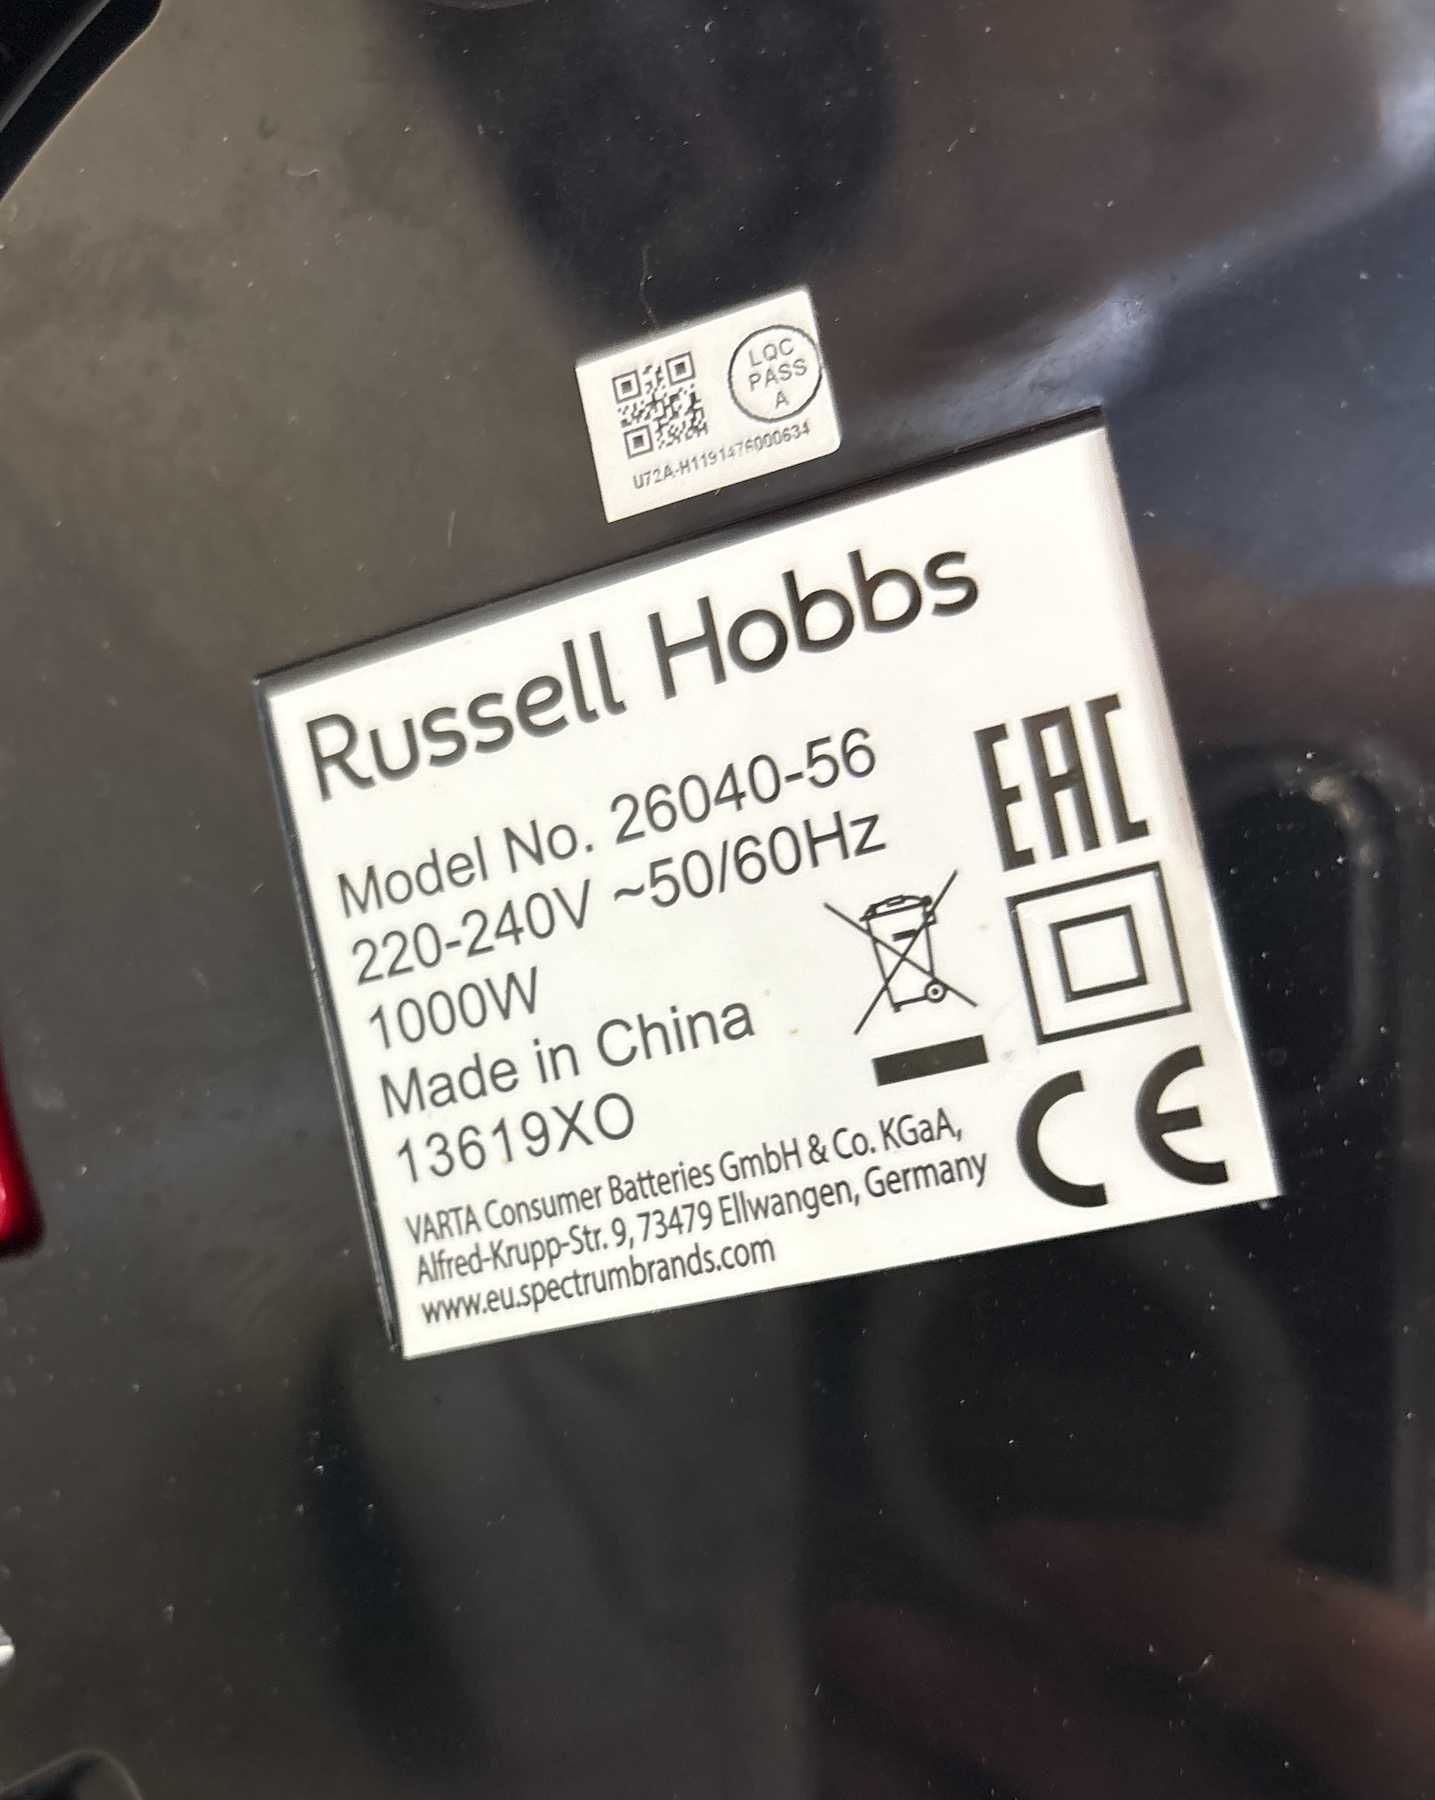 LQC
PASS
A
U72A-H1191476000634
Russell Hobbs
Model No. 26040-56
220-240V ~50/60Hz
1000W
Made in China
13619XO
VARTA Consumer Batteries GmbH & Co. KGaA,
Alfred-Krupp-Str. 9, 73479 Ellwangen, Germany
www.eu.spectrumbrands.com
EAC
CE